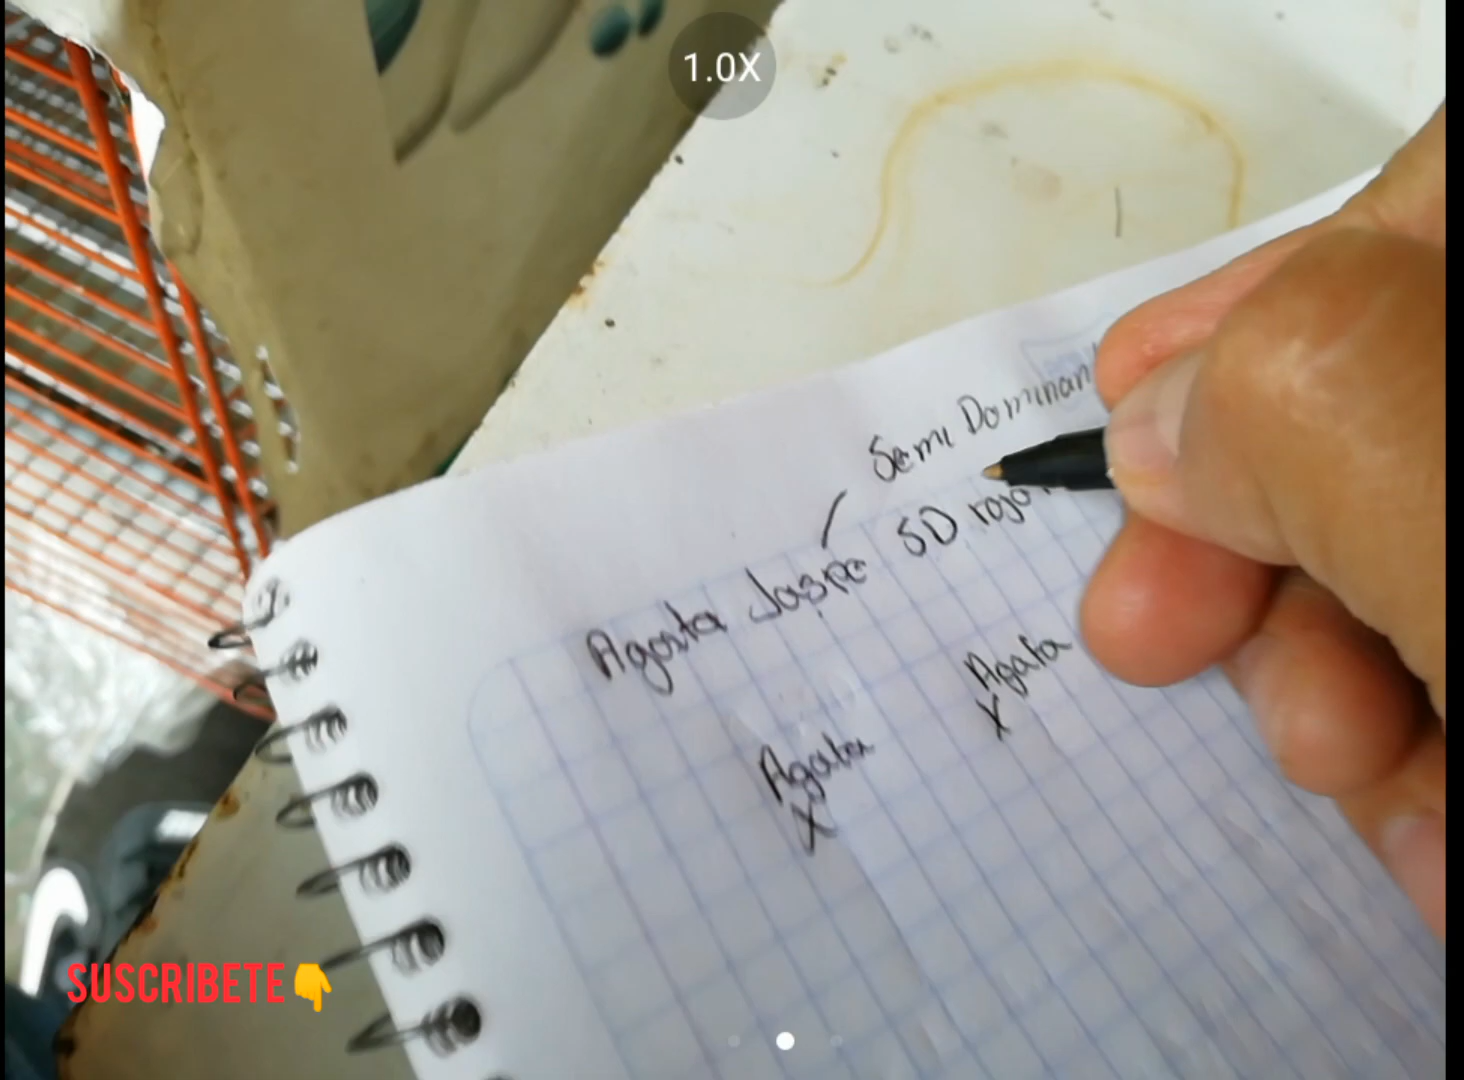 1.0X
Semi Dominan
Agata Jaspe SD rojo
Agata
X
Agata
X
SUSCRIBETE